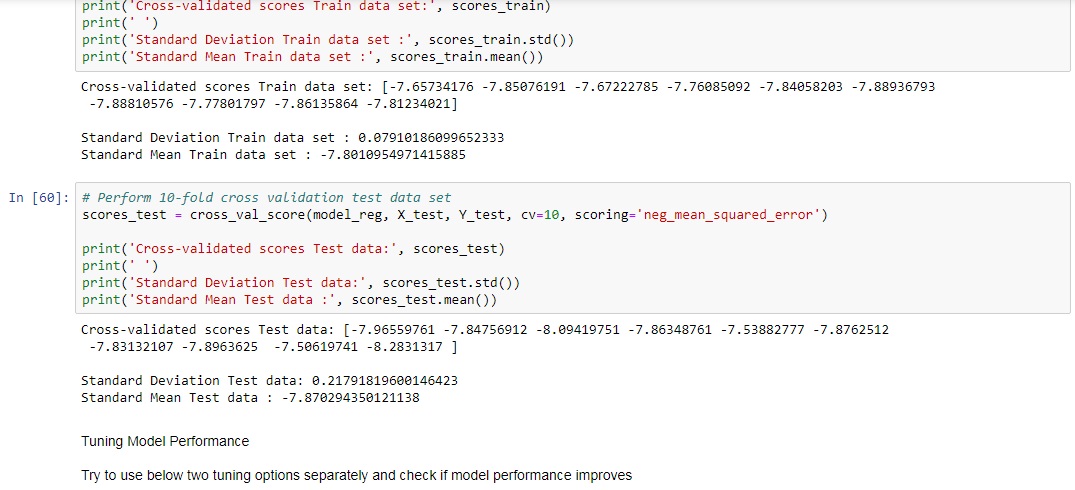 print('Cross-validated scores Train data set:', scores_train)
print(' ')
print('Standard Deviation Train data set :', scores_train.std())
print('Standard Mean Train data set :', scores_train.mean())
Cross-validated scores Train data set: [-7.65734176 -7.85076191 -7.67222785 -7.76085092 -7.84058203 -7.88936793
-7.88810576 -7.77801797 -7.86135864 -7.81234021]
Standard Deviation Train data set : 0.07910186099652333
Standard Mean Train data set : -7.8010954971415885
In [60]: # Perform 10-fold cross validation test data set
scores_test = cross_val_score(model_reg, X_test, Y_test, cv=10, scoring='neg_mean_squared_error')
print('Cross-validated scores Test data:', scores_test)
print(' ')
print('Standard Deviation Test data:', scores_test.std())
print('Standard Mean Test data :', scores_test.mean())
Cross-validated scores Test data: [-7.96559761 -7.84756912 -8.09419751 -7.86348761 -7.53882777 -7.8762512
-7.83132107 -7.8963625  -7.50619741 -8.2831317 ]
Standard Deviation Test data: 0.21791819600146423
Standard Mean Test data : -7.870294350121138
Tuning Model Performance
Try to use below two tuning options separately and check if model performance improves